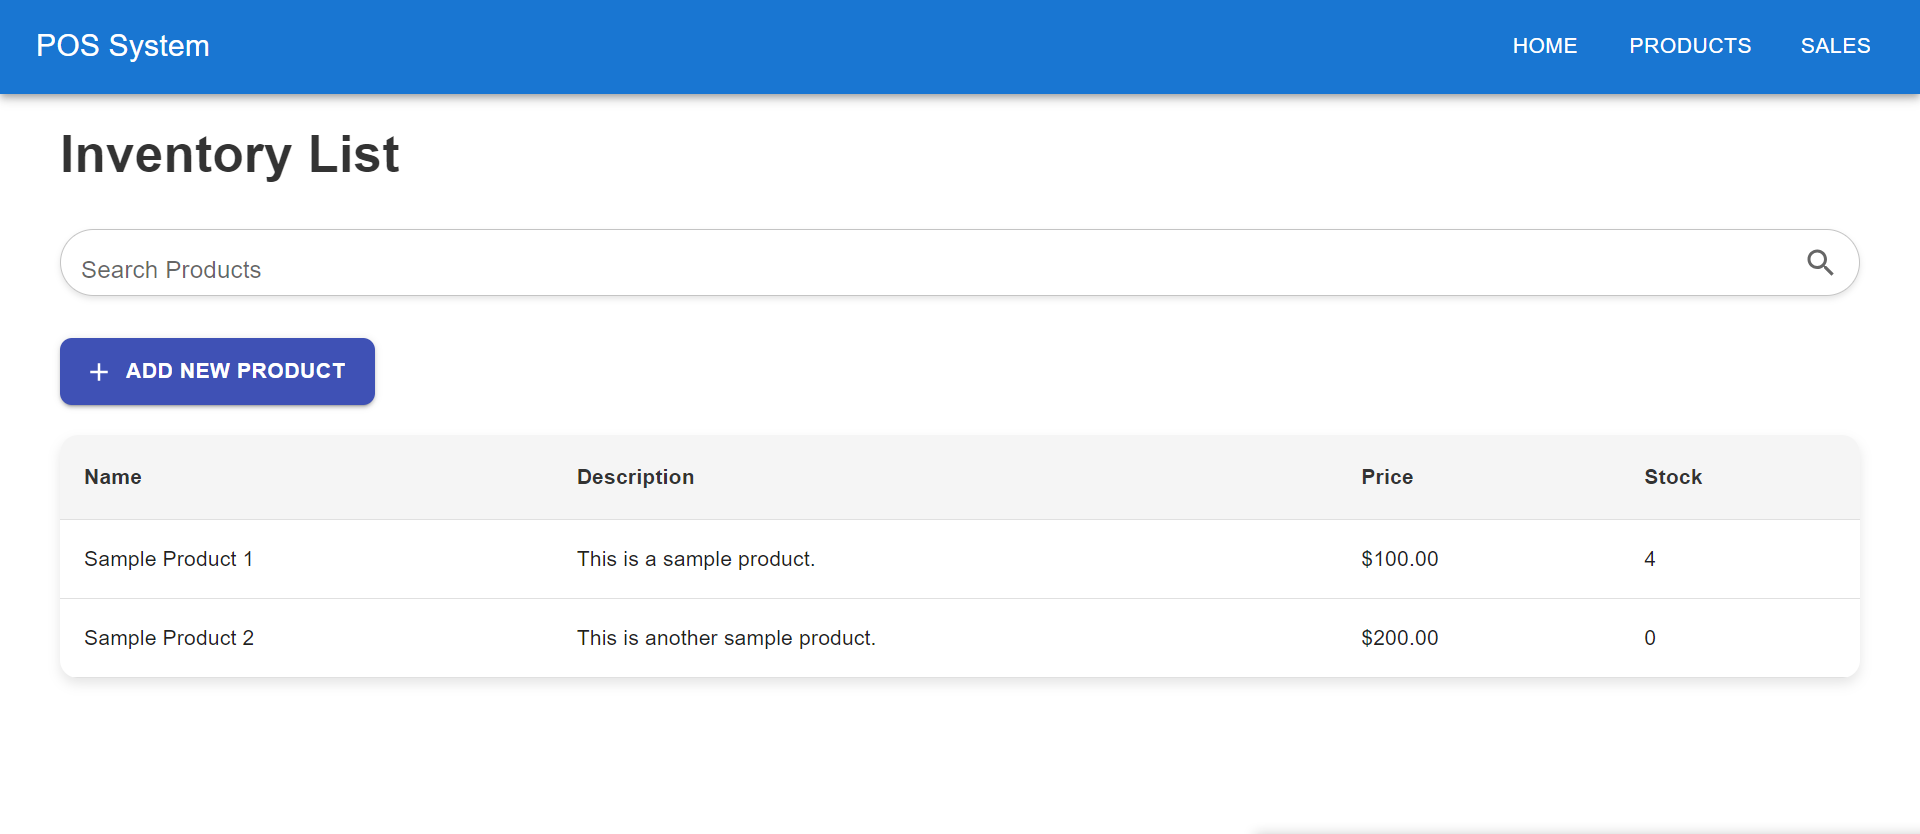 POS System HOME PRODUCTS SALES
Inventory List
Search Products
+ ADD NEW PRODUCT
Name Description Price Stock
Sample Product 1 This is a sample product. $100.00 4
Sample Product 2 This is another sample product. $200.00 0